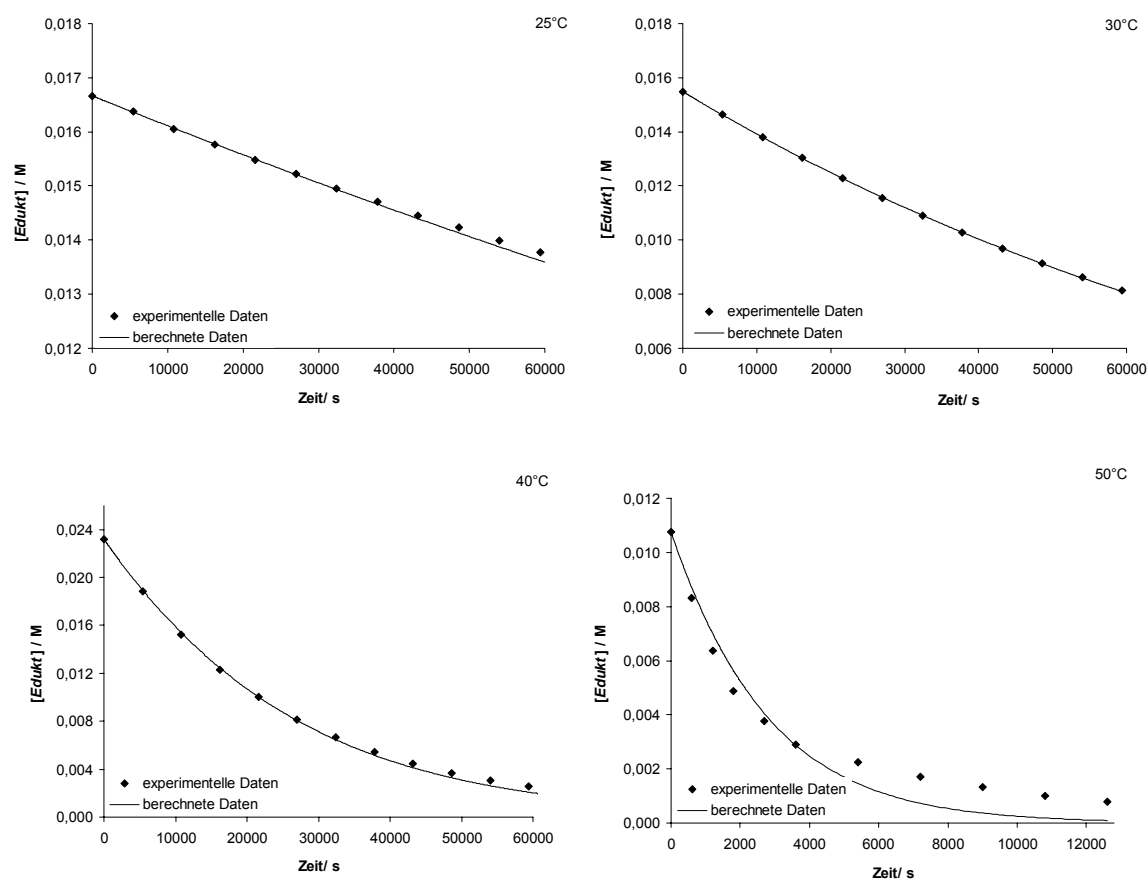 25°C
0,018
0,017
0,016
0,015
0,014
0,013
0,012
[Edukt] / M
experimentelle Daten
berechnete Daten
0 10000 20000 30000 40000 50000 60000
Zeit/ s
30°C
0,018
0,016
0,014
0,012
0,010
0,008
0,006
[Edukt] / M
experimentelle Daten
berechnete Daten
0 10000 20000 30000 40000 50000 60000
Zeit/ s
40°C
0,024
0,020
0,016
0,012
0,008
0,004
0,000
[Edukt] / M
experimentelle Daten
berechnete Daten
0 10000 20000 30000 40000 50000 60000
Zeit/ s
50°C
0,012
0,010
0,008
0,006
0,004
0,002
0,000
[Edukt] / M
experimentelle Daten
berechnete Daten
0 2000 4000 6000 8000 10000 12000
Zeit/ s